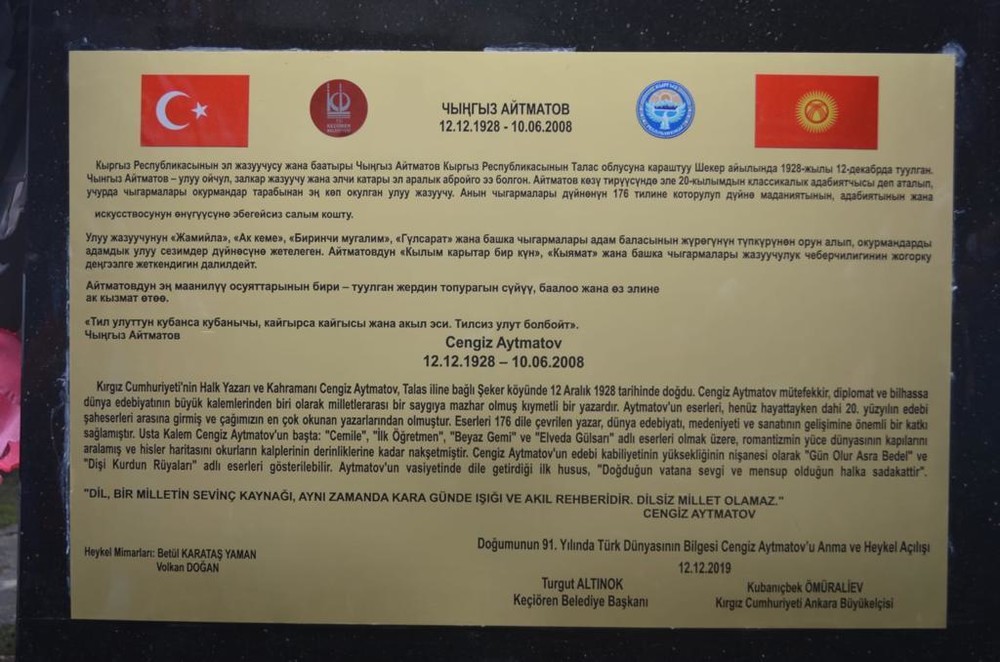 ЧЫҢГЫЗ АЙТМАТОВ
12.12.1928 - 10.06.2008
Кыргыз Республикасынын эл жазуучусу жана баатыры Чыңгыз Айтматов Кыргыз Республикасынын Талас облусуна караштуу Шекер айылында 1928-жылы 12-декабрда туулган.
Чыңгыз Айтматов – улуу ойчул, залкар жазуучу жана элчи катары эл аралык абройго ээ болгон. Айтматов көзү тирүүсүндө эле 20-кылымдын классикалык адабиятчысы деп аталып,
учурда чыгармалары окурмандар тарабынан эң көп окулган улуу жазуучу. Анын чыгармалары дүйнөнүн 176 тилине которулуп дүйнө маданиятынын, адабиятынын жана
искусствосунун өнүгүүсүнө эбегейсиз салым кошту.
Улуу жазуучунун «Жамийла», «Ак кеме», «Биринчи мугалим», «Гүлсарат» жана башка чыгармалары адам баласынын жүрөгүнүн түпкүрүнөн орун алып, окурмандарды
адамдык улуу сезимдер дүйнөсүнө жетелеген. Айтматовдун «Кылым карытар бир күн», «Кыямат» жана башка чыгармалары жазуучулук чеберчилигинин жогорку
деңгээлге жеткендигин далилдейт.
Айтматовдун эң маанилүү осуяттарынын бири – туулган жердин топурагын сүйүү, баалоо жана өз элине
ак кызмат өтөө.
«Тил улуттун кубанса кубанычы, кайгырса кайгысы жана акыл эси. Тилсиз улут болбойт».
Чыңгыз Айтматов
Cengiz Aytmatov
12.12.1928 – 10.06.2008
Kırgız Cumhuriyeti'nin Halk Yazarı ve Kahramanı Cengiz Aytmatov, Talas iline bağlı Şeker köyünde 12 Aralık 1928 tarihinde doğdu. Cengiz Aytmatov mütefekkir, diplomat ve bilhassa
dünya edebiyatının büyük kalemlerinden biri olarak milletlerarası bir saygıya mazhar olmuş kıymetli bir yazardır. Aytmatov'un eserleri, henüz hayattayken dahi 20. yüzyılın edebi
şaheserleri arasına girmiş ve çağımızın en çok okunan yazarlarından olmuştur. Eserleri 176 dile çevrilen yazar, dünya edebiyatı, medeniyeti ve sanatının gelişimine önemli bir katkı
sağlamıştır. Usta Kalem Cengiz Aytmatov'un başta: "Cemile", "İlk Öğretmen", "Beyaz Gemi" ve "Elveda Gülsarı" adlı eserleri olmak üzere, romantizmin yüce dünyasının kapılarını
aralamış ve hisler haritasını okurların kalplerinin derinliklerine kadar nakşetmiştir. Cengiz Aytmatov'un edebi kabiliyetinin yüksekliğinin nişanesi olarak "Gün Olur Asra Bedel" ve
"Dişi Kurdun Rüyaları" adlı eserleri gösterilebilir. Aytmatov'un vasiyetinde dile getirdiği ilk husus, "Doğduğun vatana sevgi ve mensup olduğun halka sadakattir".
"DİL, BİR MİLLETİN SEVİNÇ KAYNAĞI, AYNI ZAMANDA KARA GÜNDE IŞIĞI VE AKIL REHBERİDİR. DİLSİZ MİLLET OLAMAZ."
CENGİZ AYTMATOV
Heykel Mimarları: Betül KARATAŞ YAMAN
Volkan DOĞAN
Doğumunun 91. Yılında Türk Dünyasının Bilgesi Cengiz Aytmatov'u Anma ve Heykel Açılışı
12.12.2019
Turgut ALTINOK
Keçiören Belediye Başkanı
Kubanıçbek ÖMÜRALİEV
Kırgız Cumhuriyeti Ankara Büyükelçisi